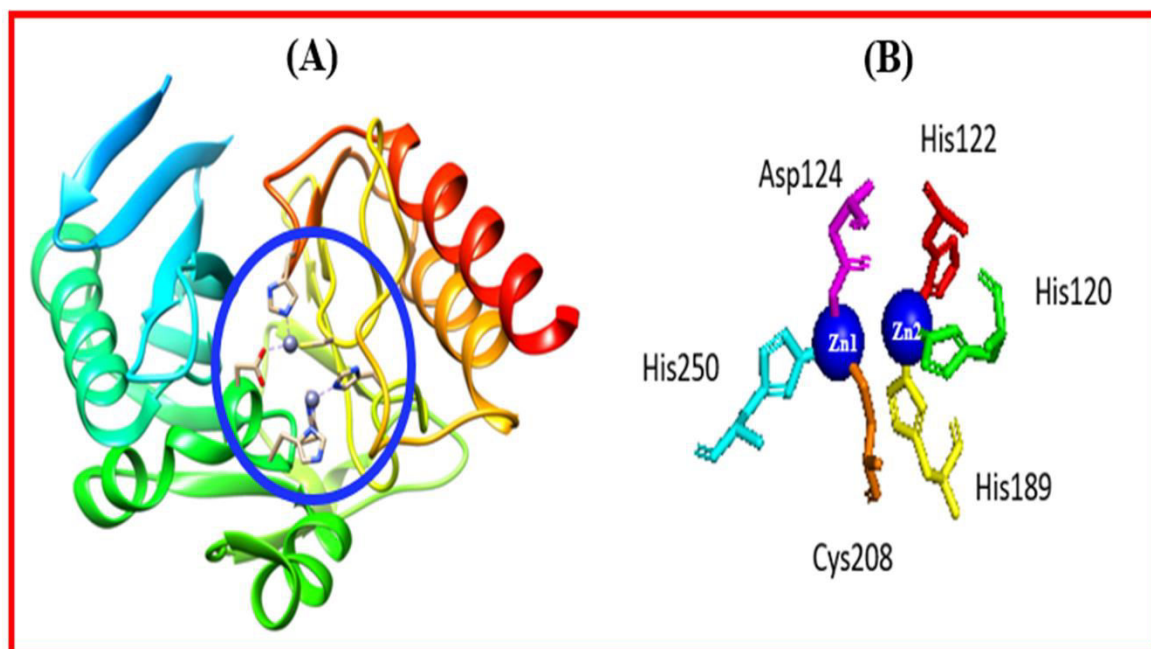 (A)
(B)
His122
Asp124
His120
Zn1
Zn2
His250
His189
Cys208